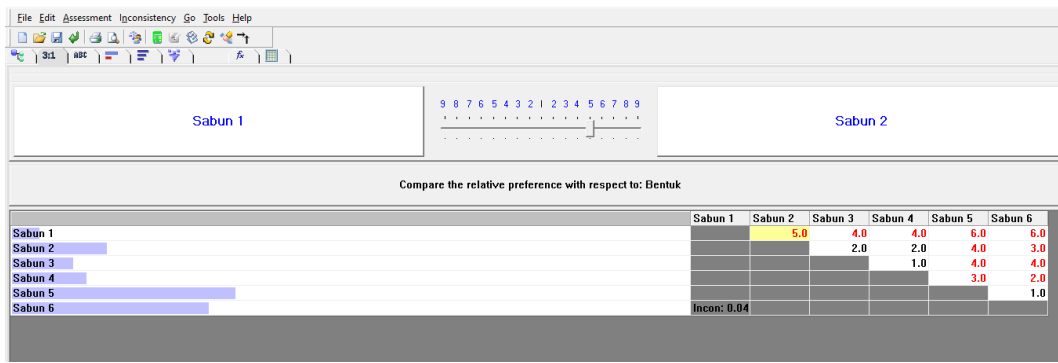 File Edit Assessment Inconsistency Go Tools Help
3:1 ABC fx
Sabun 1 9 8 7 6 5 4 3 2 1 2 3 4 5 6 7 8 9 Sabun 2
Compare the relative preference with respect to: Bentuk
Sabun 1 Sabun 2 Sabun 3 Sabun 4 Sabun 5 Sabun 6
Sabun 1 5.0 4.0 4.0 6.0 6.0
Sabun 2 2.0 2.0 4.0 3.0
Sabun 3 1.0 4.0 4.0
Sabun 4 3.0 2.0
Sabun 5 1.0
Sabun 6 Incon: 0.04